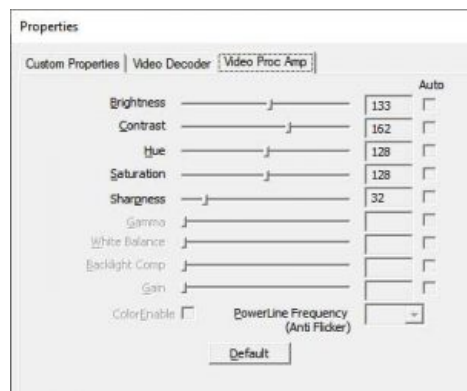 Properties
Custom Properties Video Decoder Video Proc Amp
Auto
Brightness 133
Contrast 162
Hue 128
Saturation 128
Sharpness 32
Gamma
White Balance
Backlight Comp
Gain
ColorEnable PowerLine Frequency
(Anti Flicker)
Default